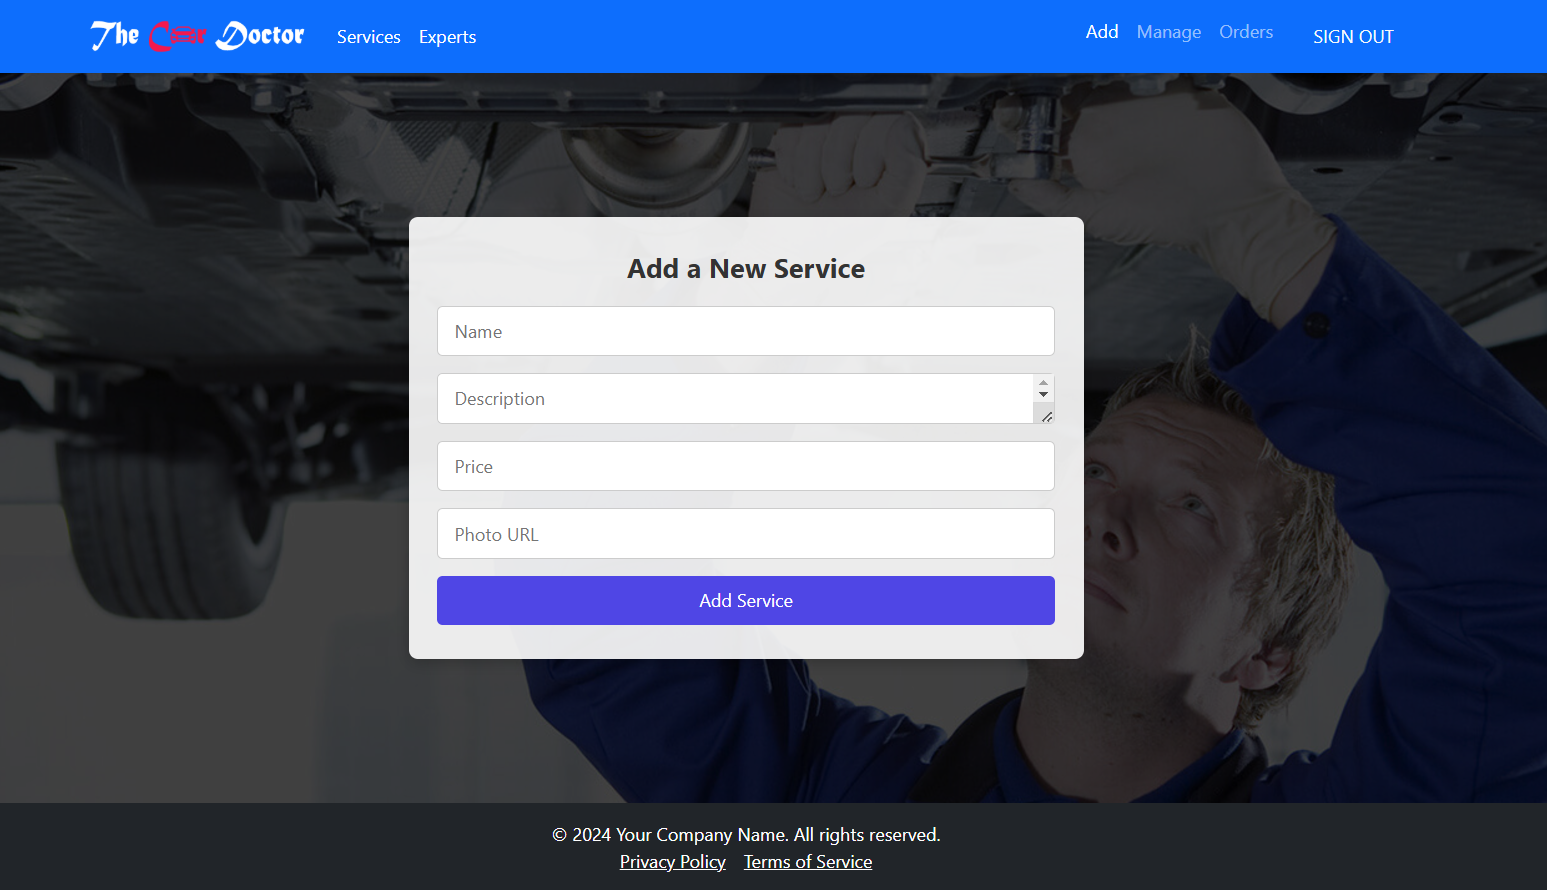 The Car Doctor Services Experts Add Manage Orders SIGN OUT
Add a New Service
Name
Description
Price
Photo URL
Add Service
© 2024 Your Company Name. All rights reserved.
Privacy Policy Terms of Service